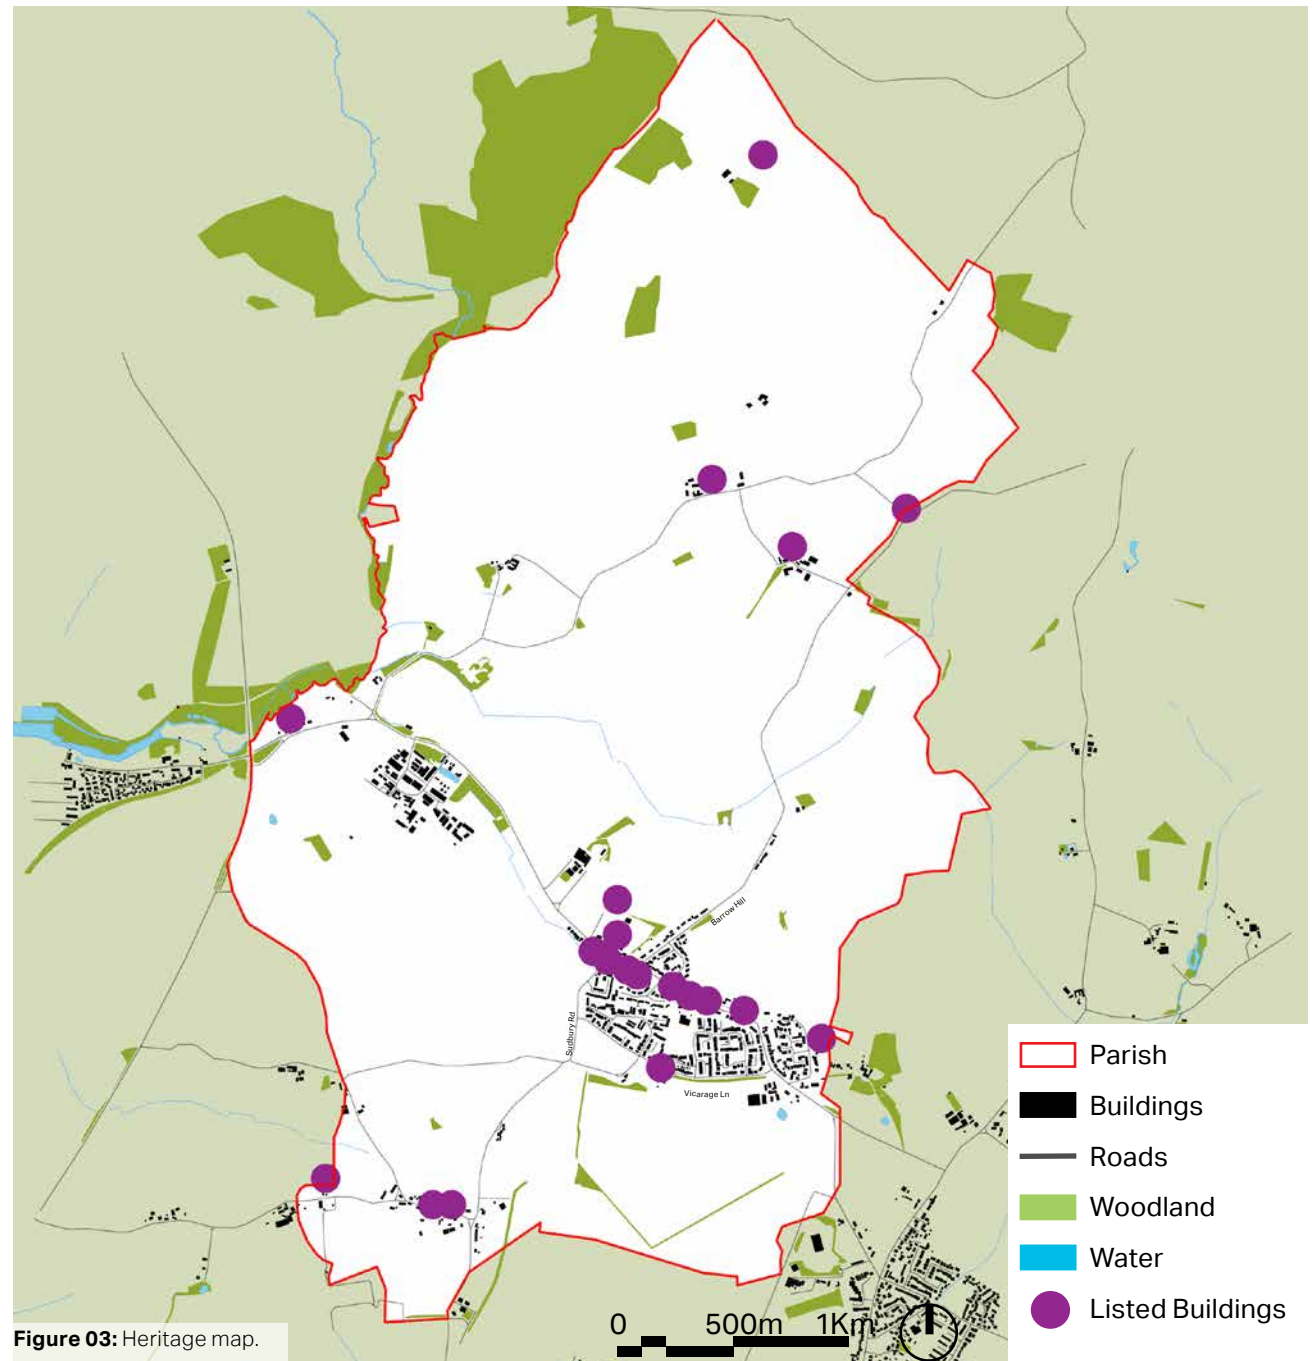 Barrow Hill
Sudbury Rd
Vicarage Ln
Parish
Buildings
Roads
Woodland
Water
Listed Buildings
0 500m 1Km
Figure 03: Heritage map.